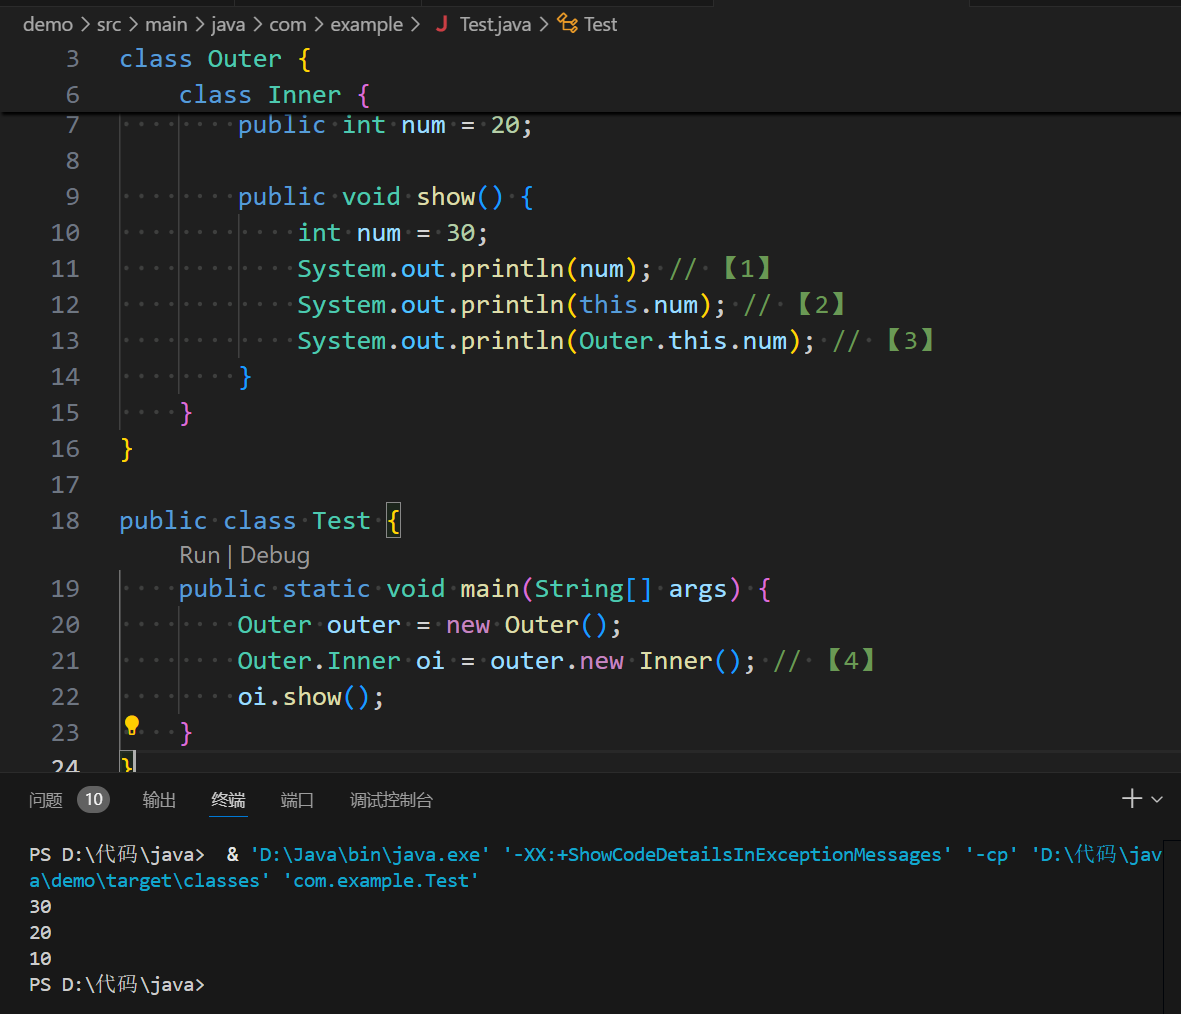 demo > src > main > java > com > example > J Test.java > Test
3 class Outer {
6 class Inner {
7 public int num = 20;
8
9 public void show() {
10 int num = 30;
11 System.out.println(num); // 【1】
12 System.out.println(this.num); // 【2】
13 System.out.println(Outer.this.num); // 【3】
14 }
15 }
16 }
17
18 public class Test {
Run | Debug
19 public static void main(String[] args) {
20 Outer outer = new Outer();
21 Outer.Inner oi = outer.new Inner(); // 【4】
22 oi.show();
23 }
24 }
问题 10 输出 终端 端口 调试控制台
PS D:\代码\java> & 'D:\Java\bin\java.exe' '-XX:+ShowCodeDetailsInExceptionMessages' '-cp' 'D:\代码\jav
a\demo\target\classes' 'com.example.Test'
30
20
10
PS D:\代码\java>